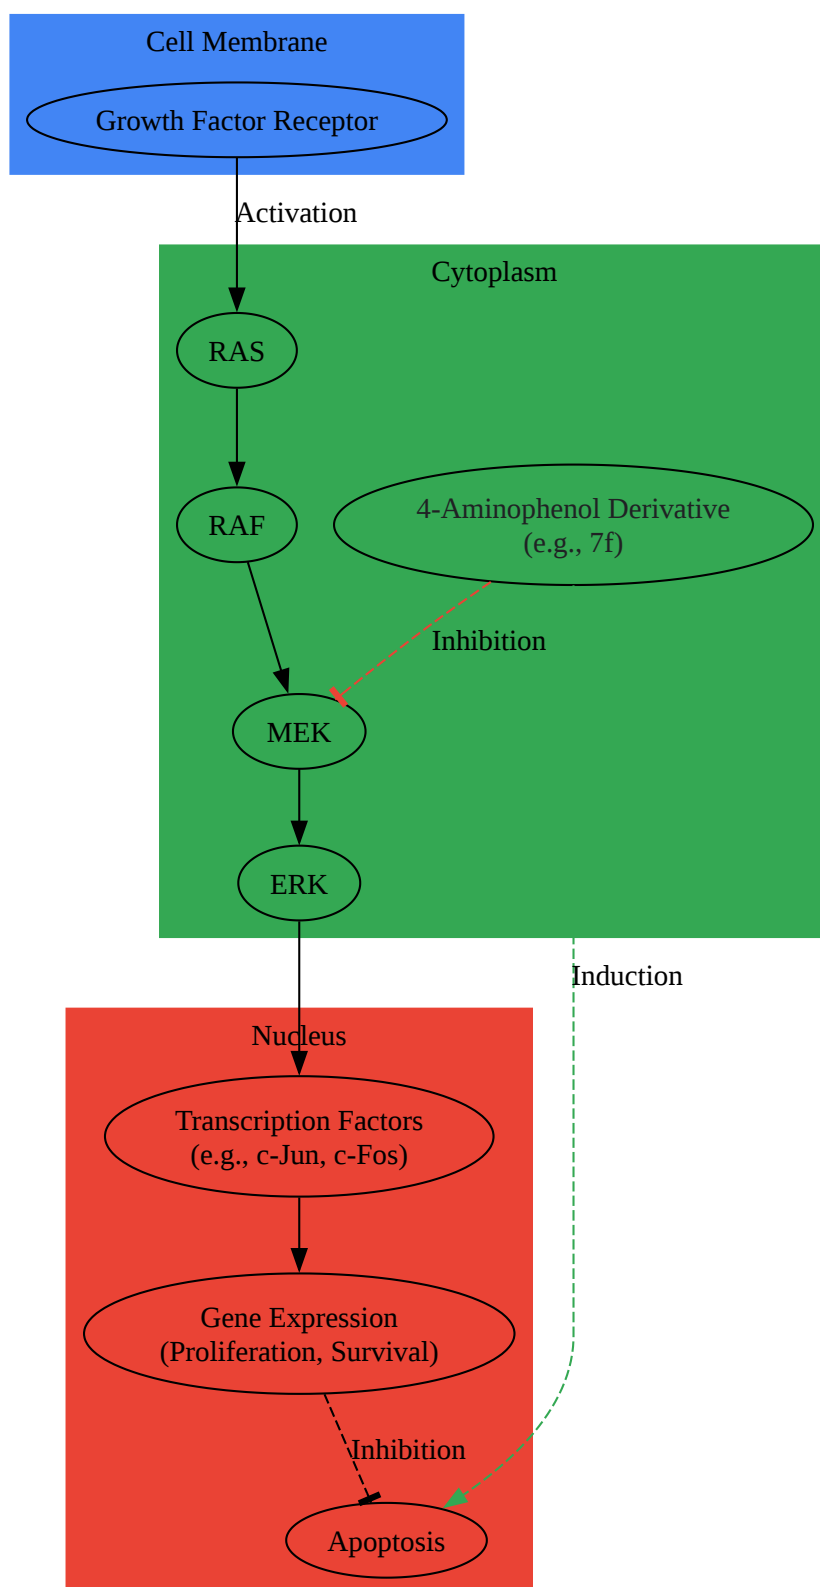 Cell Membrane
Growth Factor Receptor
Activation
Cytoplasm
RAS
RAF
4-Aminophenol Derivative
(e.g., 7f)
Inhibition
MEK
ERK
Induction
Nucleus
Transcription Factors
(e.g., c-Jun, c-Fos)
Gene Expression
(Proliferation, Survival)
Inhibition
Apoptosis